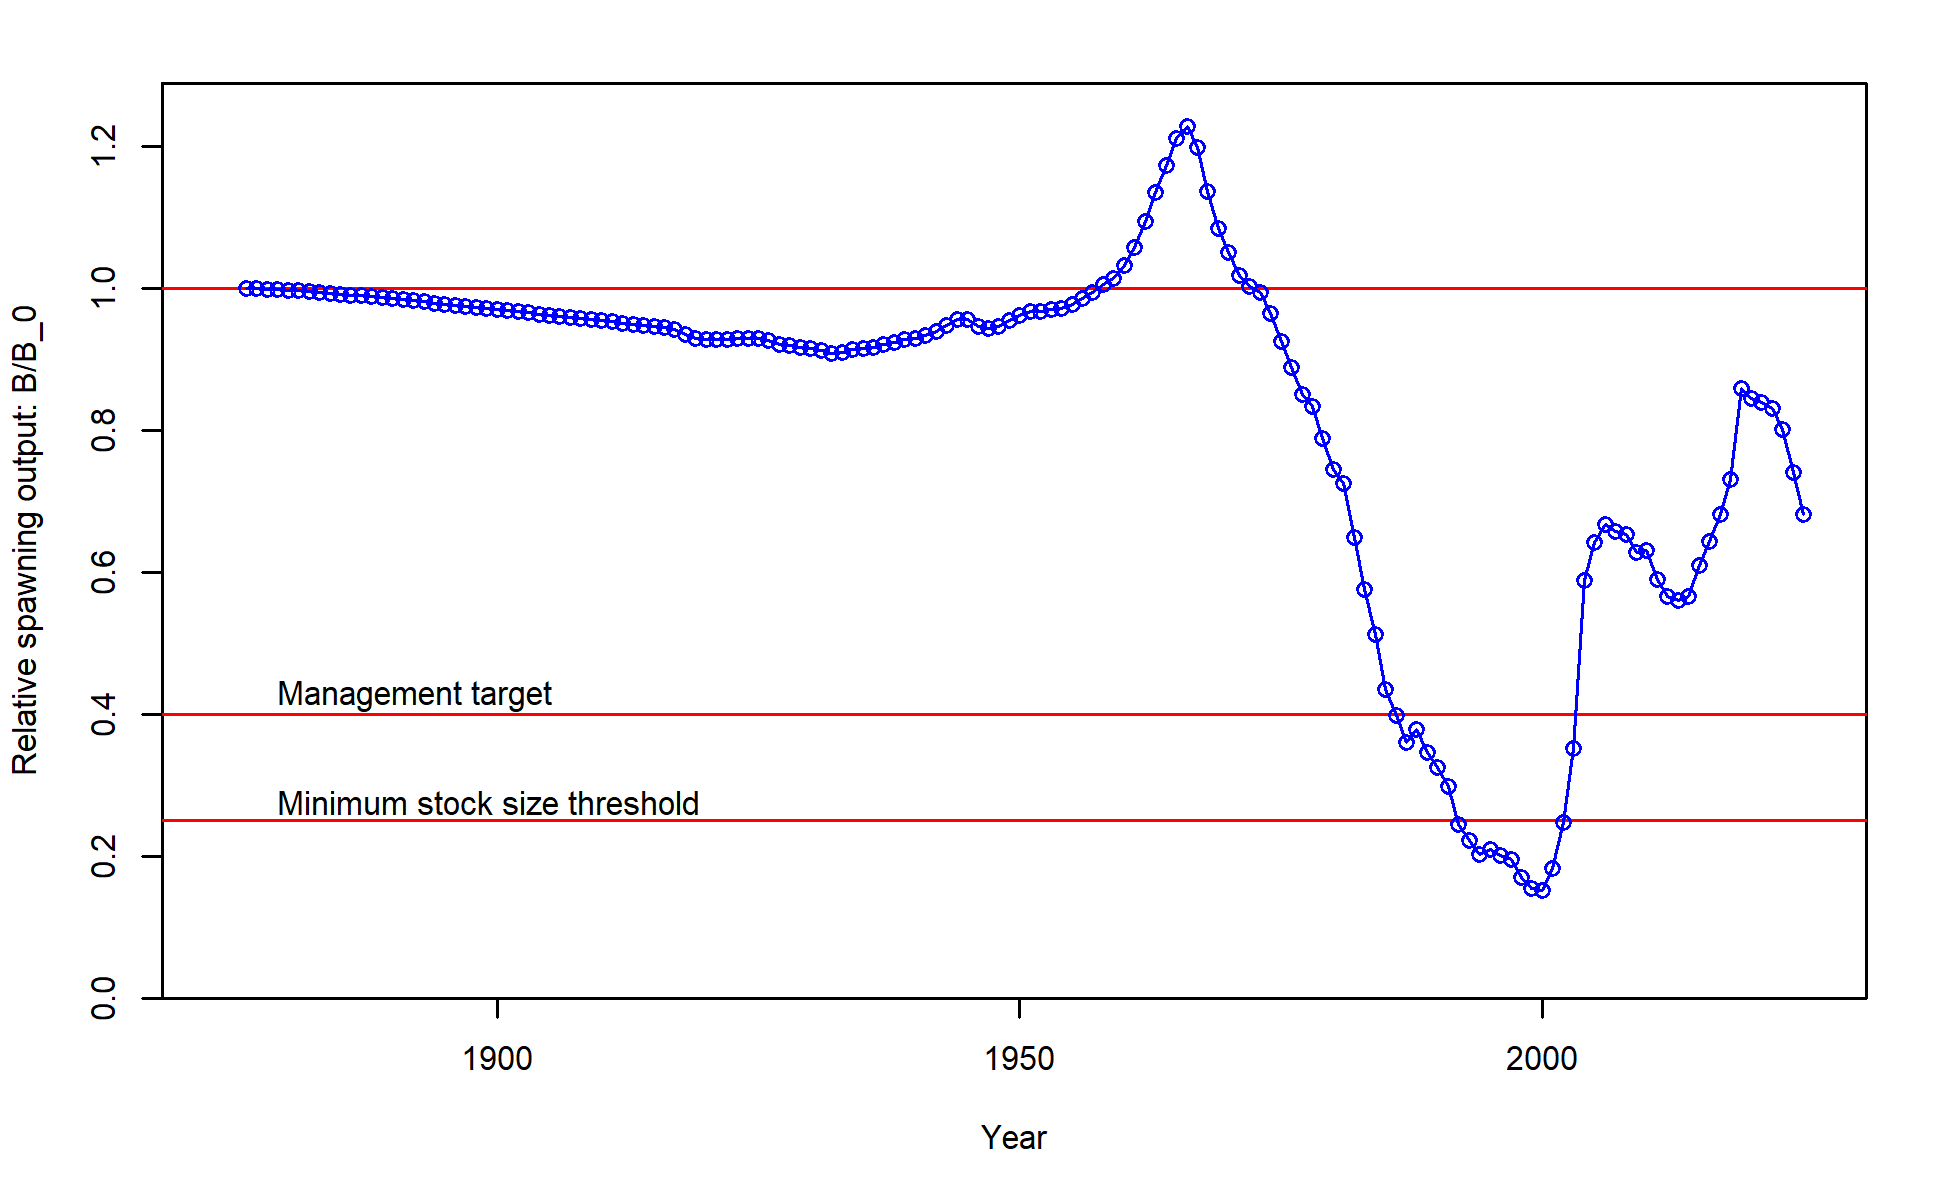 Relative spawning output: B/B_0
1.2
1.0
0.8
0.6
0.4
0.2
0.0
Management target
Minimum stock size threshold
1900
1950
2000
Year